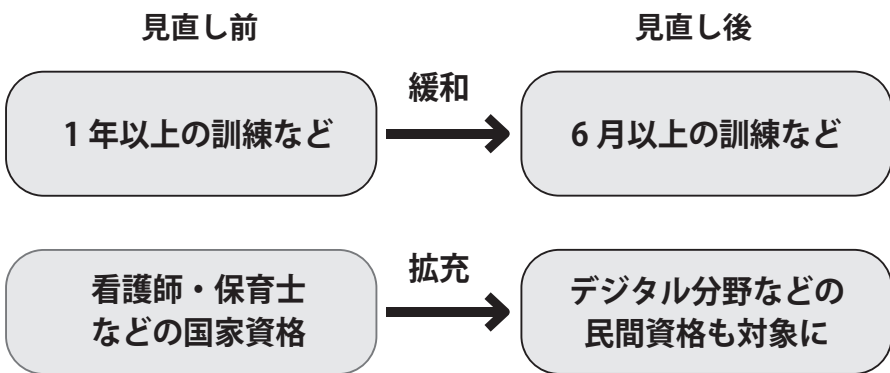 見直し前
見直し後
1年以上の訓練など
緩和
6月以上の訓練など
看護師・保育士
などの国家資格
拡充
デジタル分野などの
民間資格も対象に